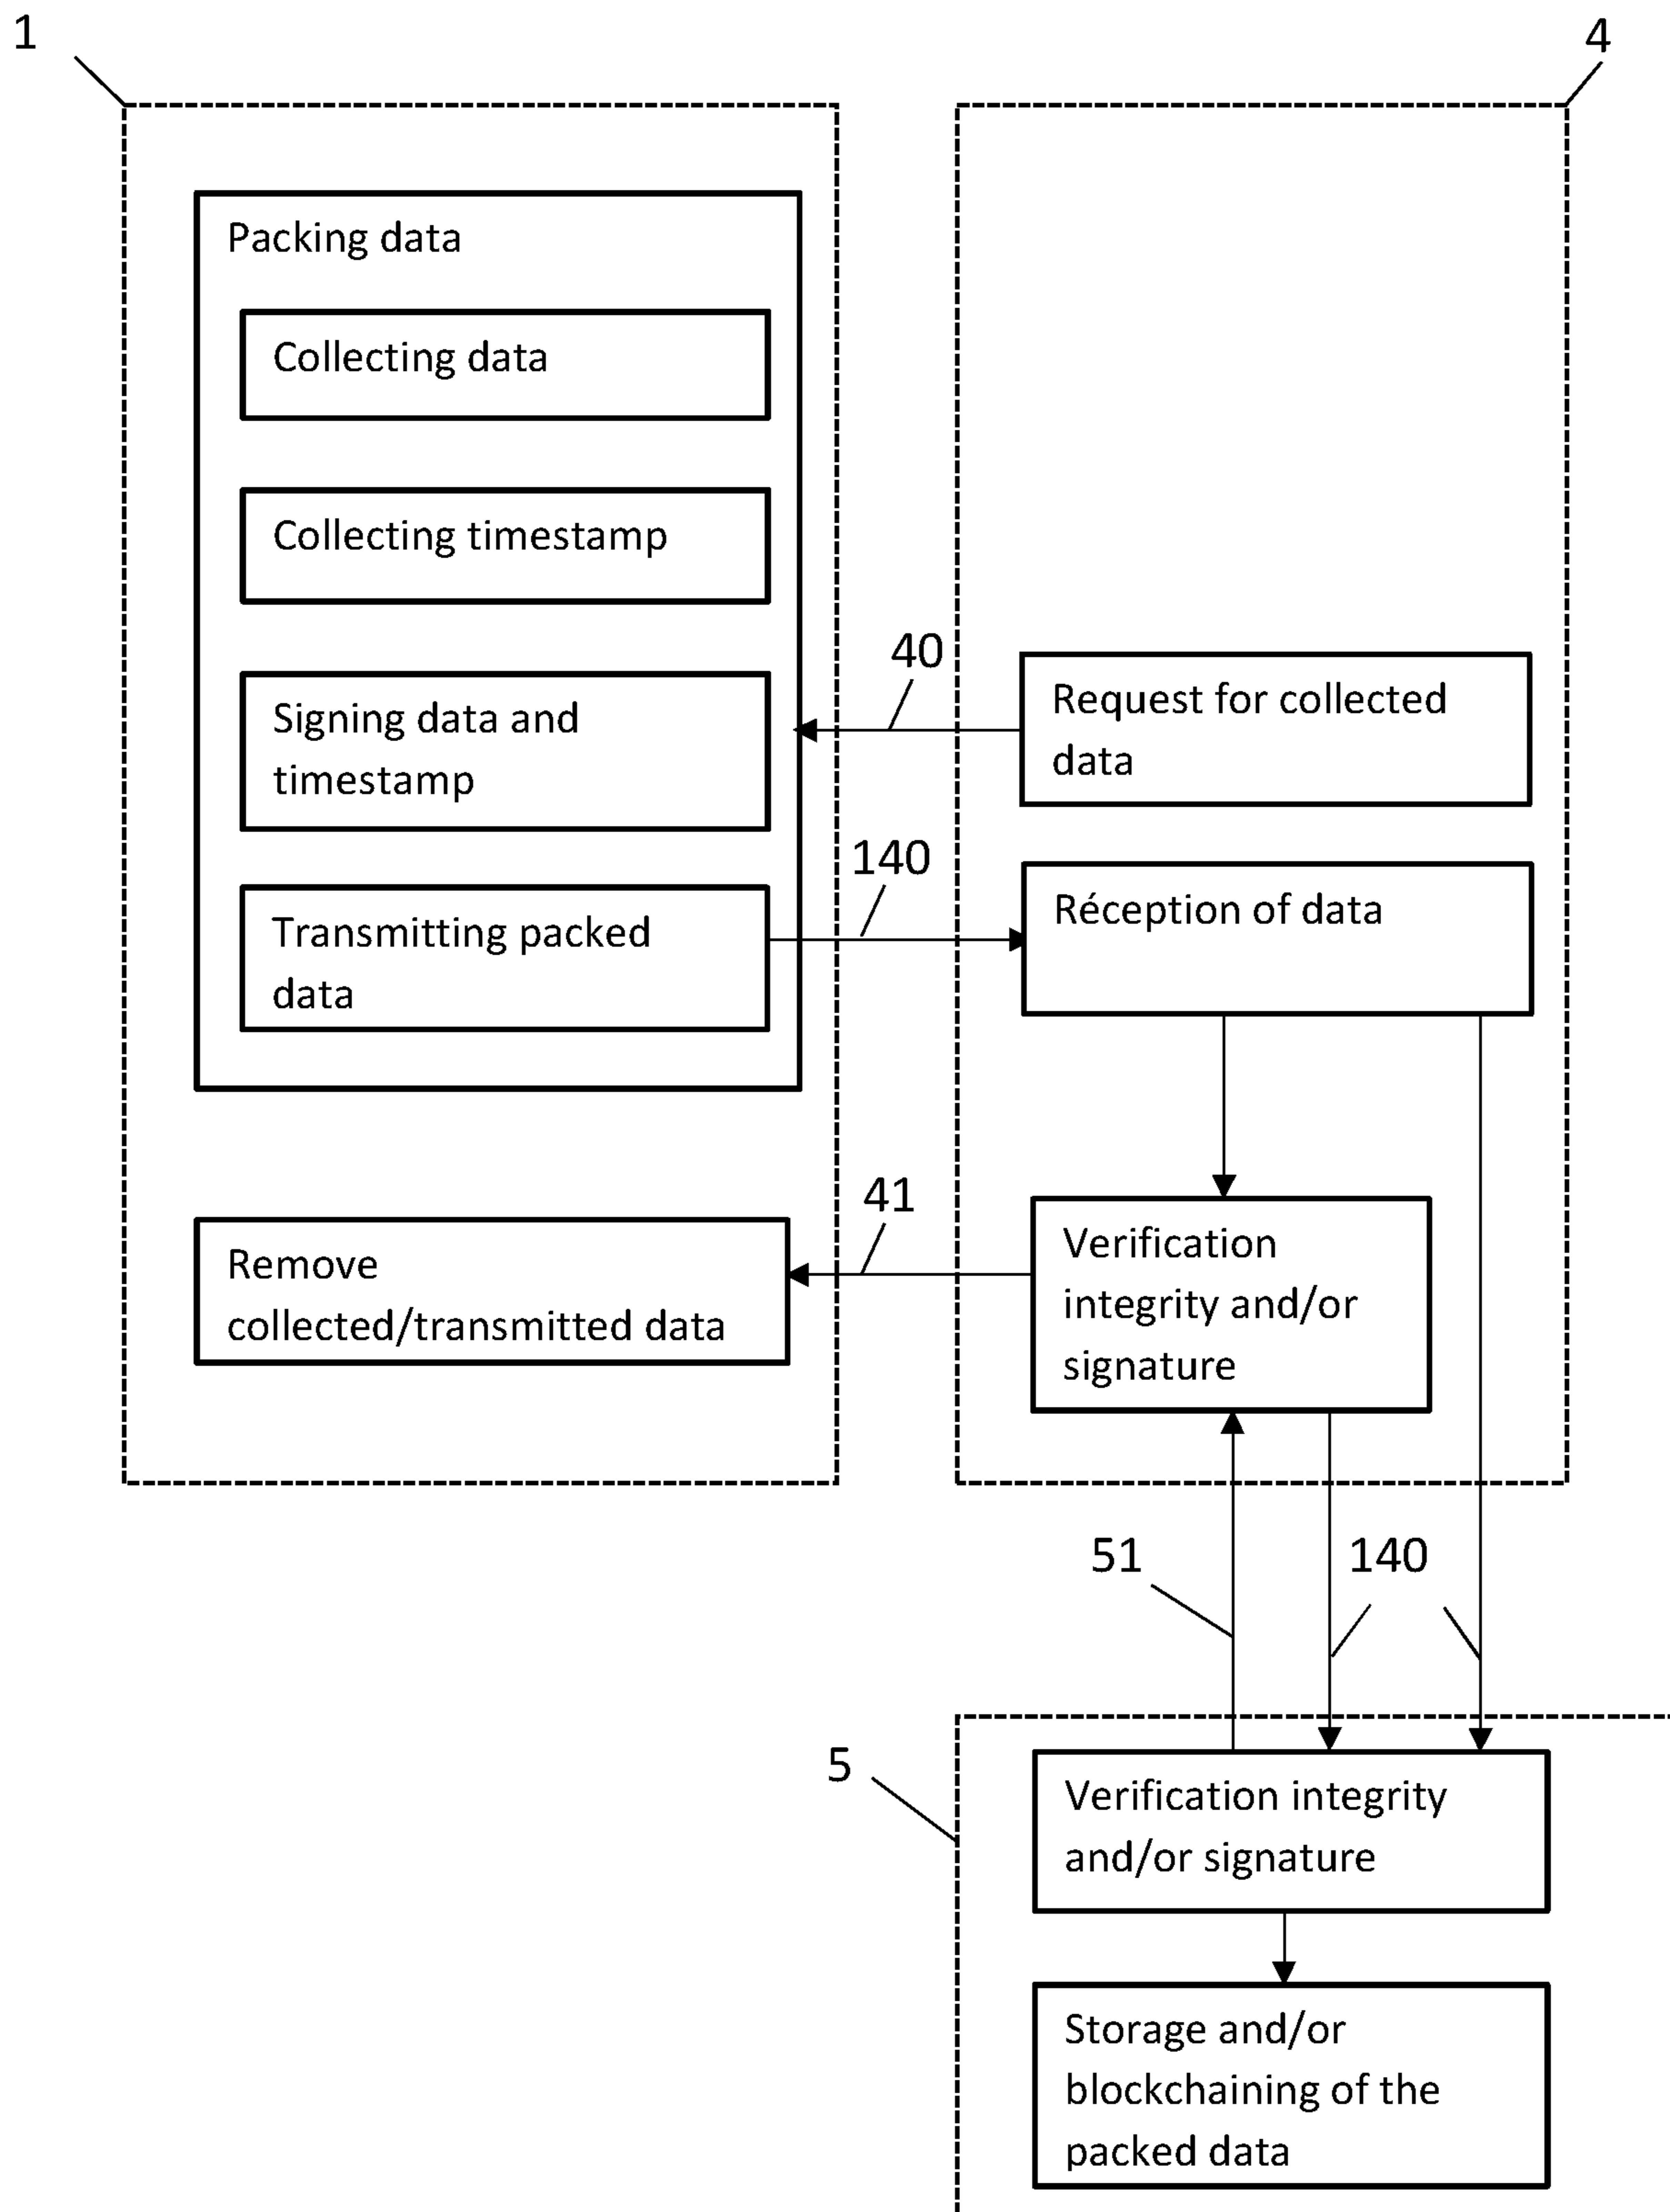 1
4
Packing data
Collecting data
Collecting timestamp
Signing data and
timestamp
Transmitting packed
data
Remove
collected/transmitted data
40
140
41
Request for collected
data
Réception of data
Verification
integrity and/or
signature
51
140
5
Verification integrity
and/or signature
Storage and/or
blockchaining of the
packed data